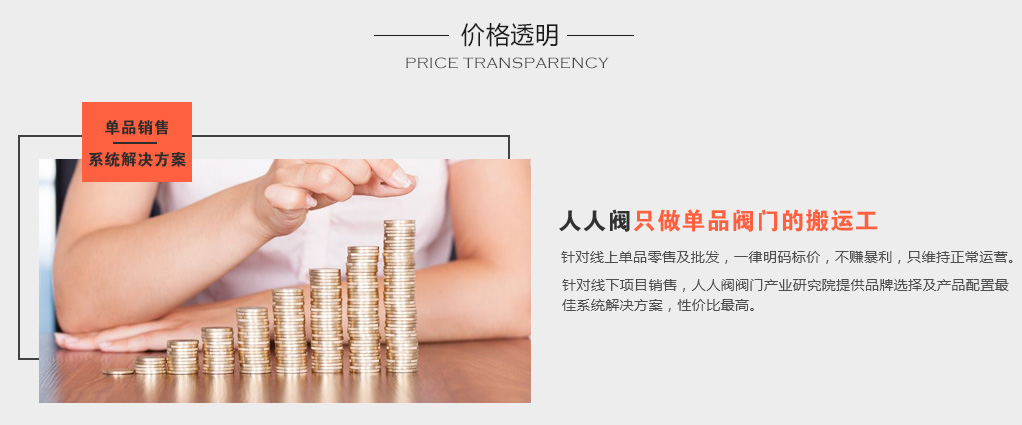 价格透明
PRICE TRANSPARENCY
单品销售
系统解决方案
人人阀只做单品阀门的搬运工
针对线上单品零售及批发，一律明码标价，不赚暴利，只维持正常运营。
针对线下项目销售，人人阀阀门产业研究院提供品牌选择及产品配置最
佳系统解决方案，性价比最高。